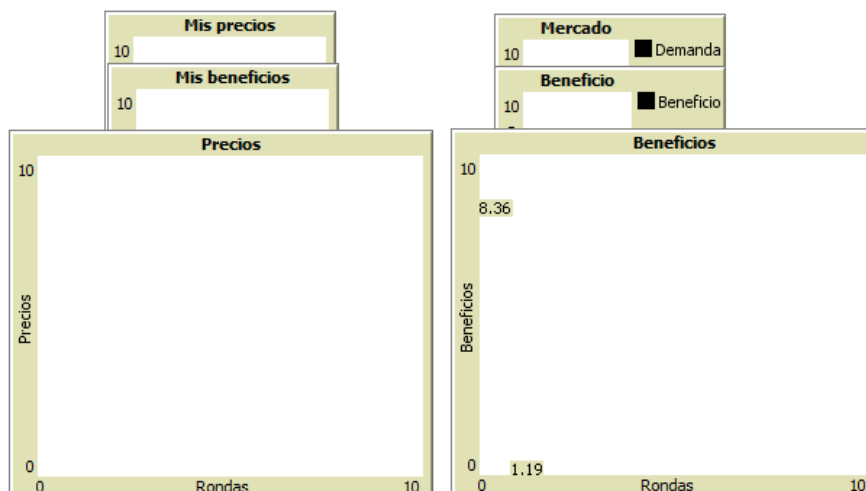 Mis precios
10
Mis beneficios
10
Precios
10
Precios
0
0 Rondas 10
Mercado
10 Demanda
Beneficio
10 Beneficio
Beneficios
10
8.36
Beneficios
0
1.19
0 Rondas 10